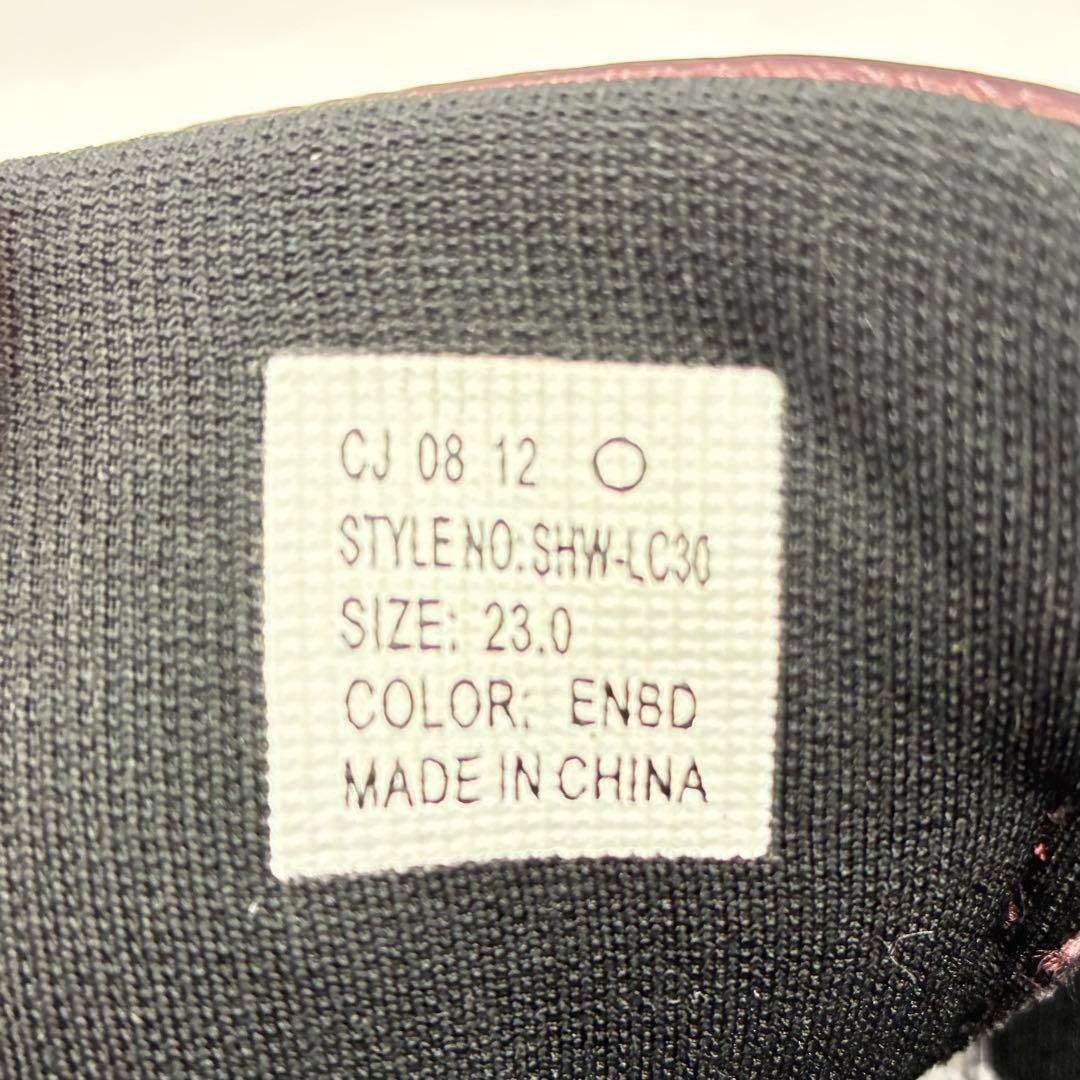 CJ 08 12 ○
STYLE NO:SHW-LC30
SIZE: 23.0
COLOR: EN8D
MADE IN CHINA